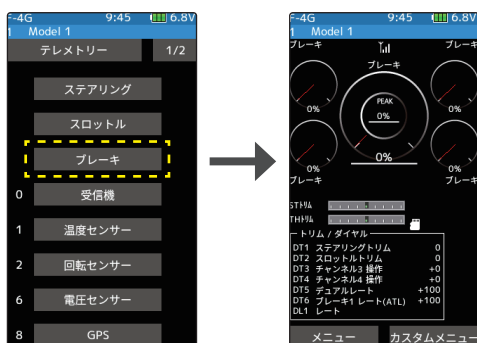 F-4G 9:45 6.8V
1 Model 1
テレメトリー 1/2
ステアリング
スロットル
ブレーキ
0 受信機
1 温度センサー
2 回転センサー
6 電圧センサー
8 GPS
F-4G 9:45 6.8V
1 Model 1
ブレーキ ブレーキ
ブレーキ
PEAK
0% 0% 0%
0%
0% 0%
ブレーキ ブレーキ
STトリム 0
THトリム 0
トリム / ダイヤル
DT1 ステアリングトリム 0
DT2 スロットルトリム 0
DT3 チャンネル3 操作 +0
DT4 チャンネル4 操作 +0
DT5 デュアルレート +100
DT6 ブレーキ1 レート(ATL) +100
DL1 レート
メニュー カスタムメニュー